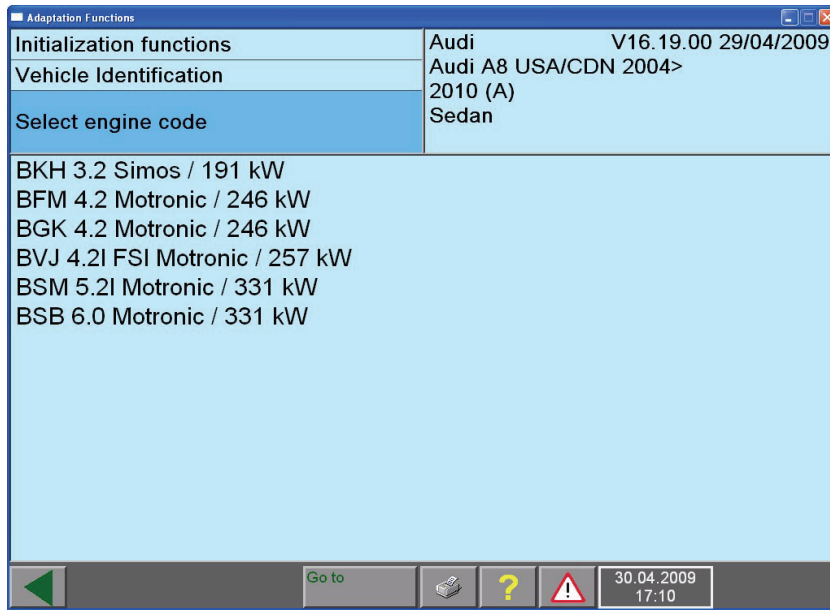 Adaptation Functions
Initialization functions
Vehicle Identification
Select engine code
Audi V16.19.00 29/04/2009
Audi A8 USA/CDN 2004>
2010 (A)
Sedan
BKH 3.2 Simos / 191 kW
BFM 4.2 Motronic / 246 kW
BGK 4.2 Motronic / 246 kW
BVJ 4.2l FSI Motronic / 257 kW
BSM 5.2l Motronic / 331 kW
BSB 6.0 Motronic / 331 kW
Go to
?
30.04.2009
17:10